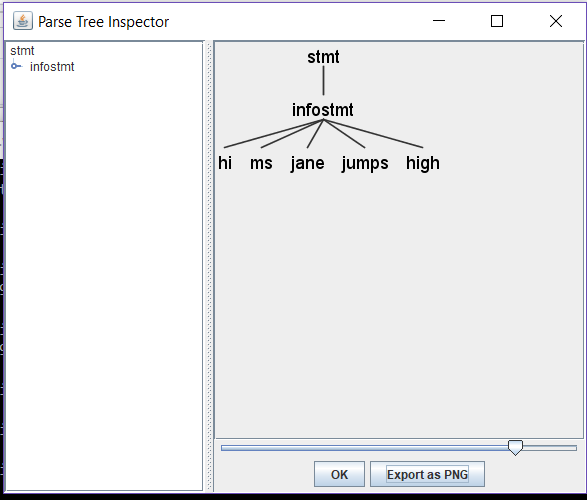 Parse Tree Inspector
stmt
infostmt
stmt
infostmt
hi ms jane jumps high
OK Export as PNG